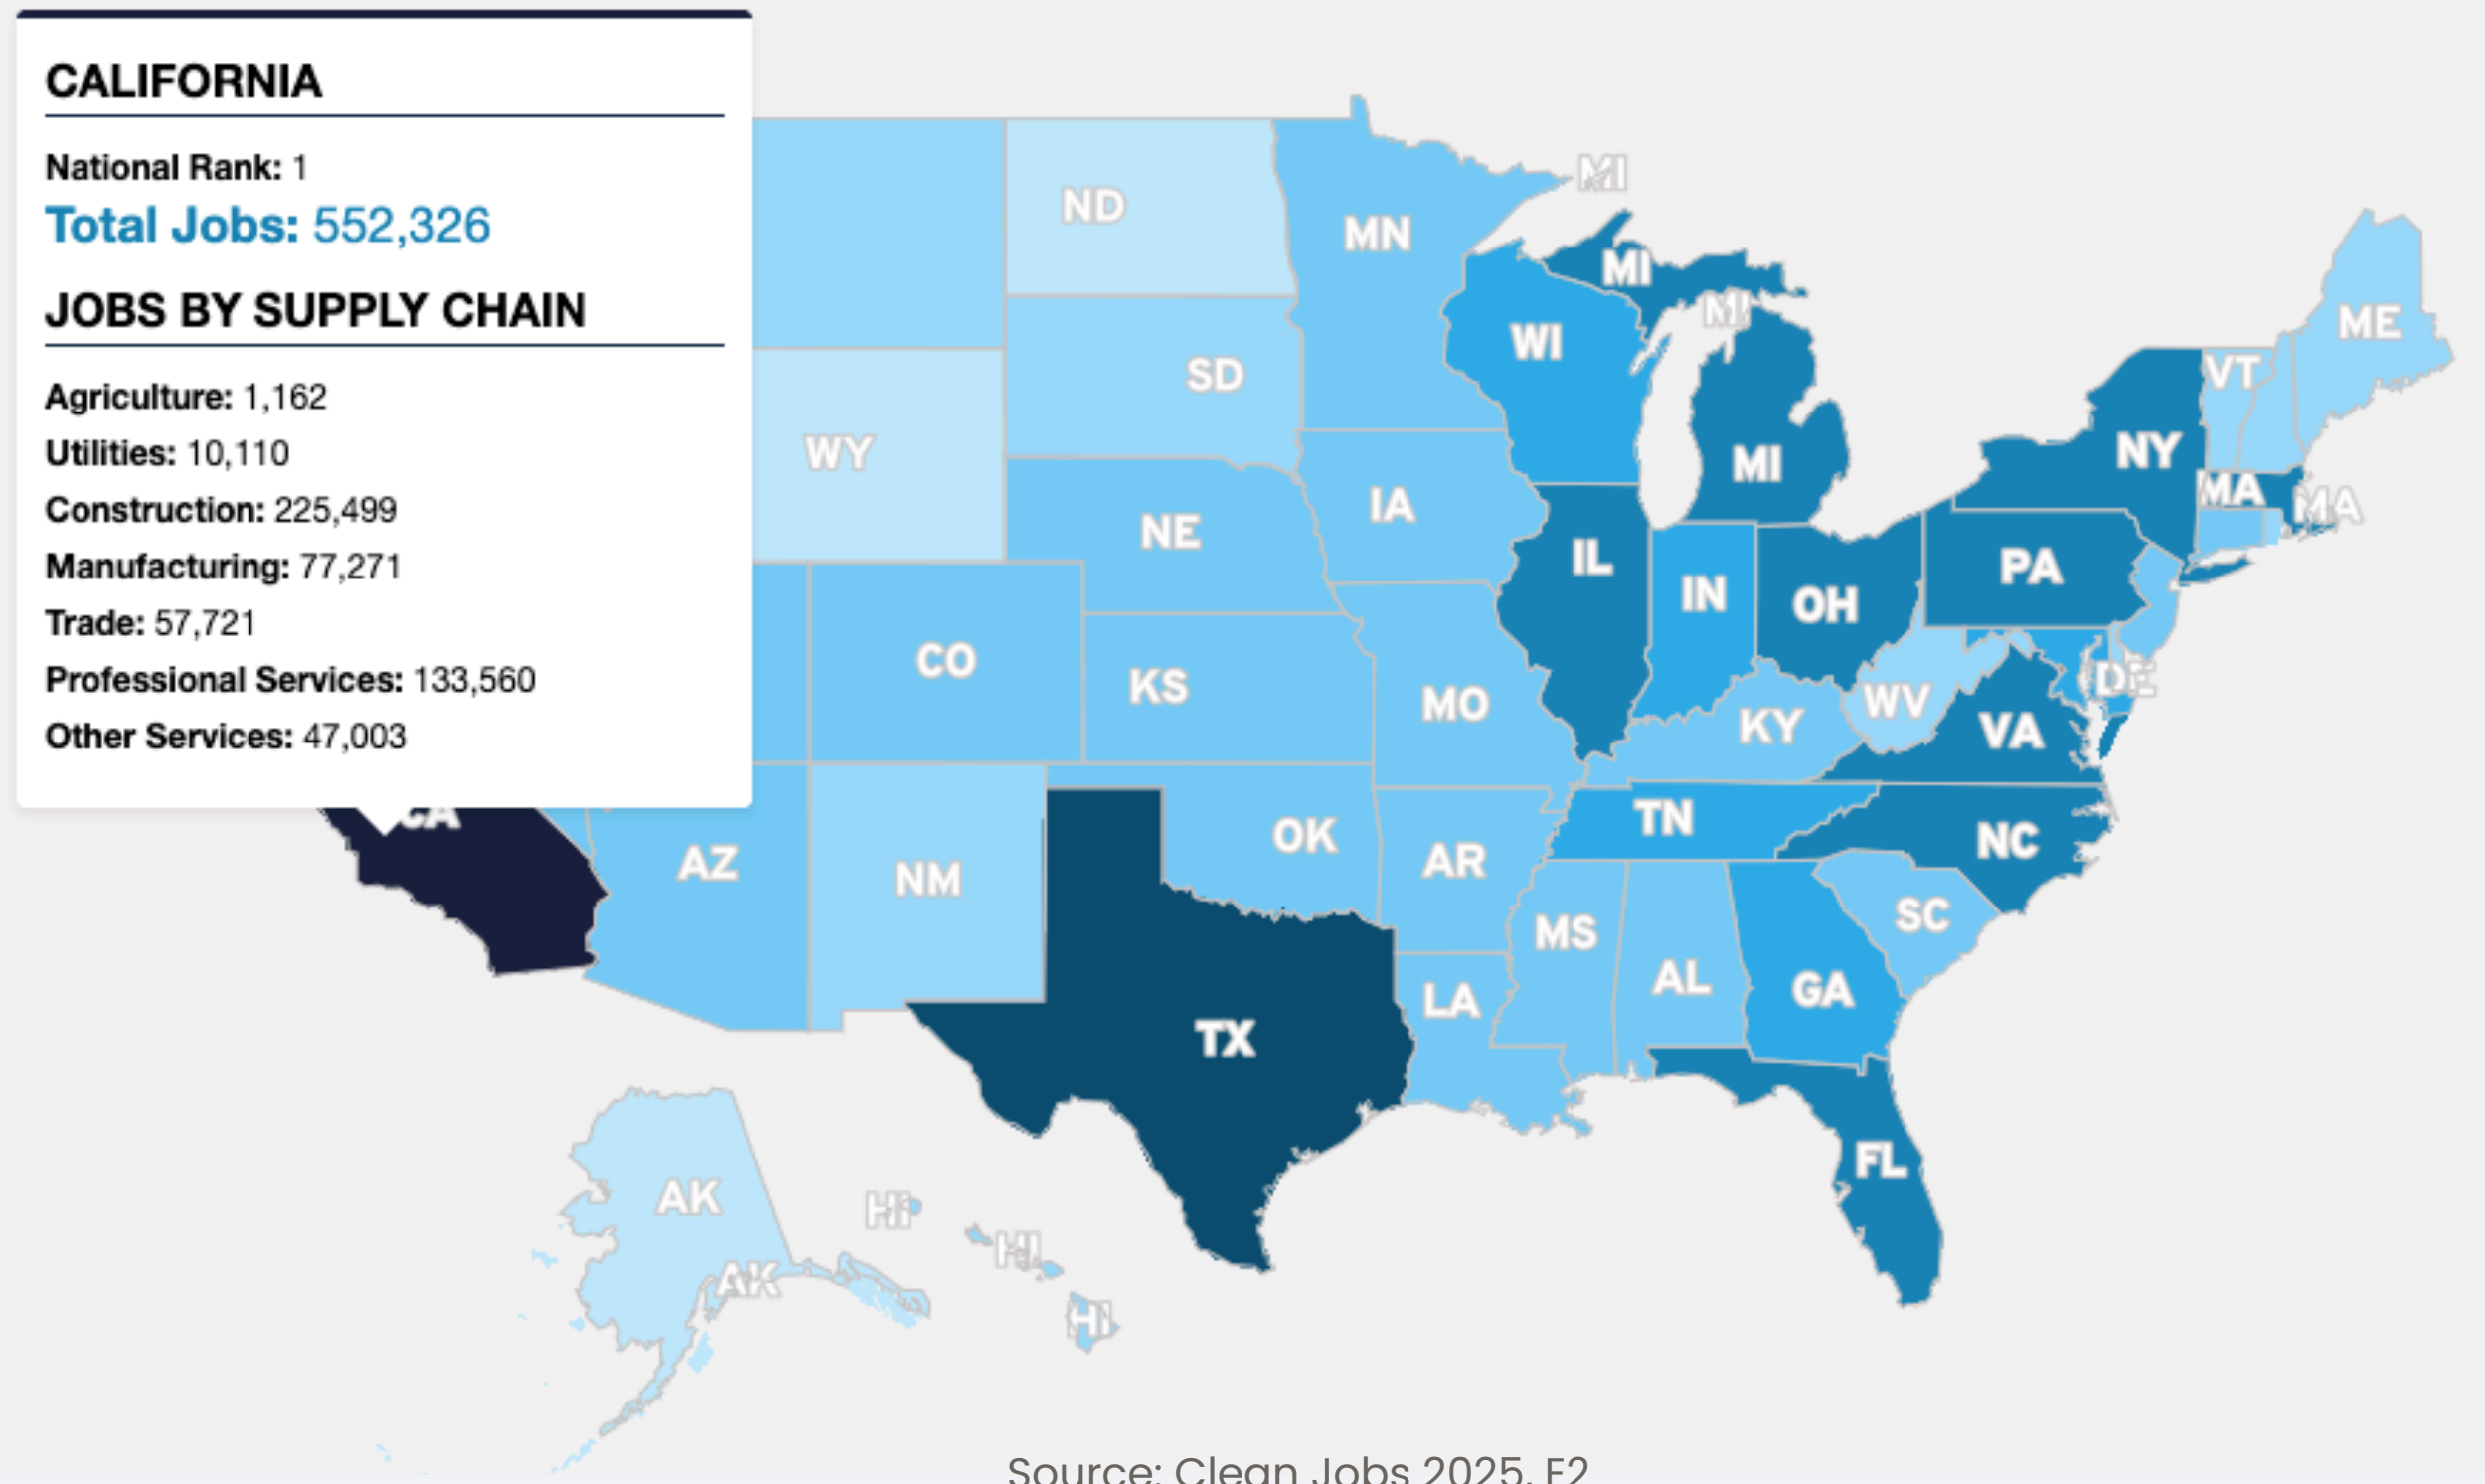 CALIFORNIA
National Rank: 1
Total Jobs: 552,326
JOBS BY SUPPLY CHAIN
Agriculture: 1,162
Utilities: 10,110
Construction: 225,499
Manufacturing: 77,271
Trade: 57,721
Professional Services: 133,560
Other Services: 47,003
ND
MN
MI
MI
MI
WI
ME
SD
VT
WY
NY
MI
MA
MA
IA
NE
IL
PA
IN
OH
CO
KS
DE
MO
WV
KY
VA
CA
TN
OK
NC
AZ
AR
NM
SC
MS
AL
GA
LA
TX
FL
AK
HI
HI
AK
HI
Source: Clean Jobs 2025, E2